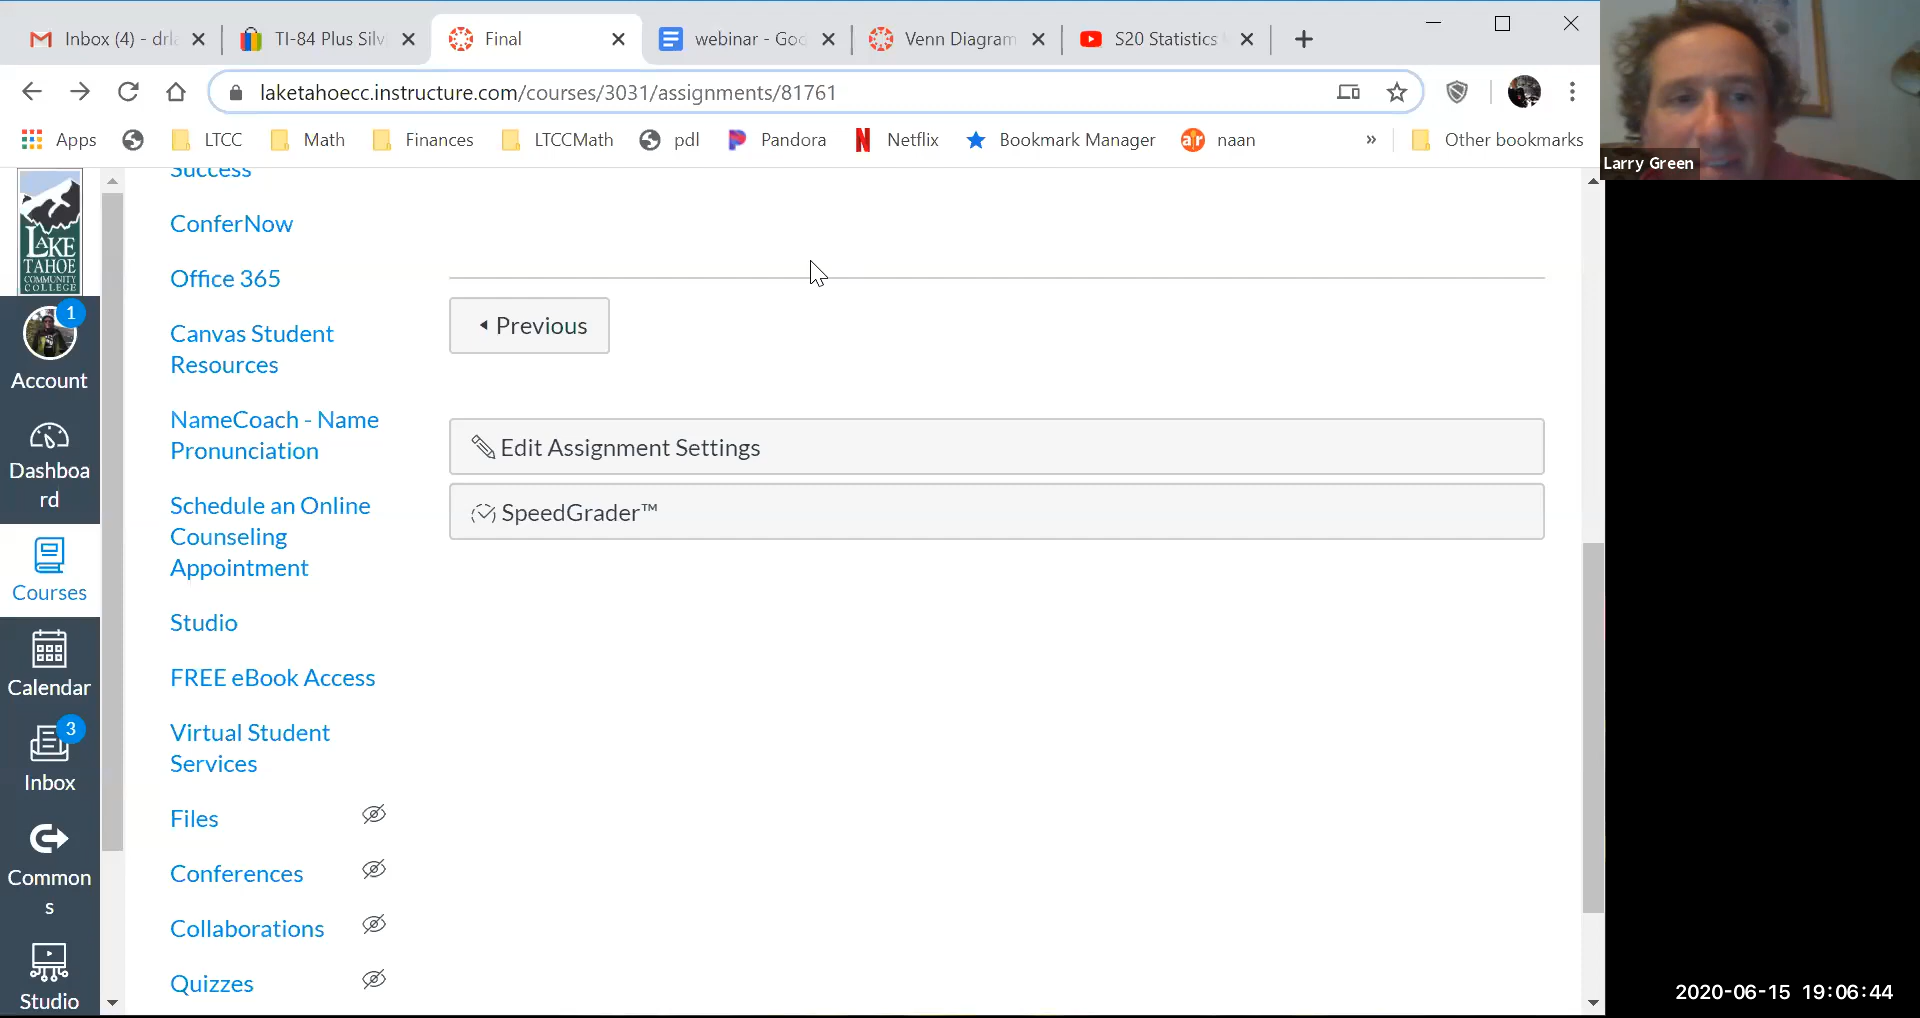 Inbox (4) - drla
TI-84 Plus Silv
Final
webinar - Goo
Venn Diagram
S20 Statistics
laketahoecc.instructure.com/courses/3031/assignments/81761
Apps
LTCC
Math
Finances
LTCCMath
pdl
Pandora
Netflix
Bookmark Manager
naan
»
Other bookmarks
Larry Green
LAKE
TAHOE
COMMUNITY
COLLEGE
1
Account
Dashboa
rd
Courses
Calendar
3
Inbox
Common
s
Studio
Success
ConferNow
Office 365
Canvas Student
Resources
NameCoach - Name
Pronunciation
Schedule an Online
Counseling
Appointment
Studio
FREE eBook Access
Virtual Student
Services
Files
Conferences
Collaborations
Quizzes
Previous
Edit Assignment Settings
SpeedGrader™
2020-06-15 19:06:44